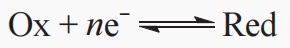 Ox + ne⁻ ⇌ Red